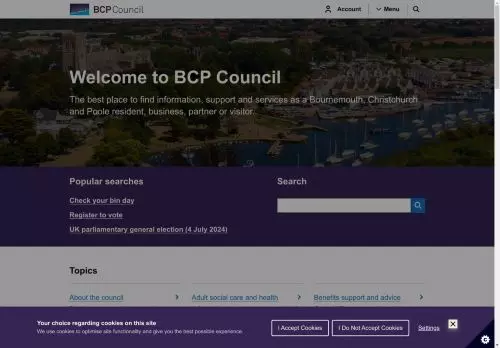 BCP Council
Account
Menu
Welcome to BCP Council
The best place to find information, support and services as a Bournemouth, Christchurch
and Poole resident, business, partner or visitor.
Popular searches
Search
Check your bin day
Register to vote
UK parliamentary general election (4 July 2024)
Topics
About the council
Adult social care and health
Benefits support and advice
Your choice regarding cookies on this site
We use cookies to optimise site functionality and give you the best possible experience.
I Accept Cookies
I Do Not Accept Cookies
Settings